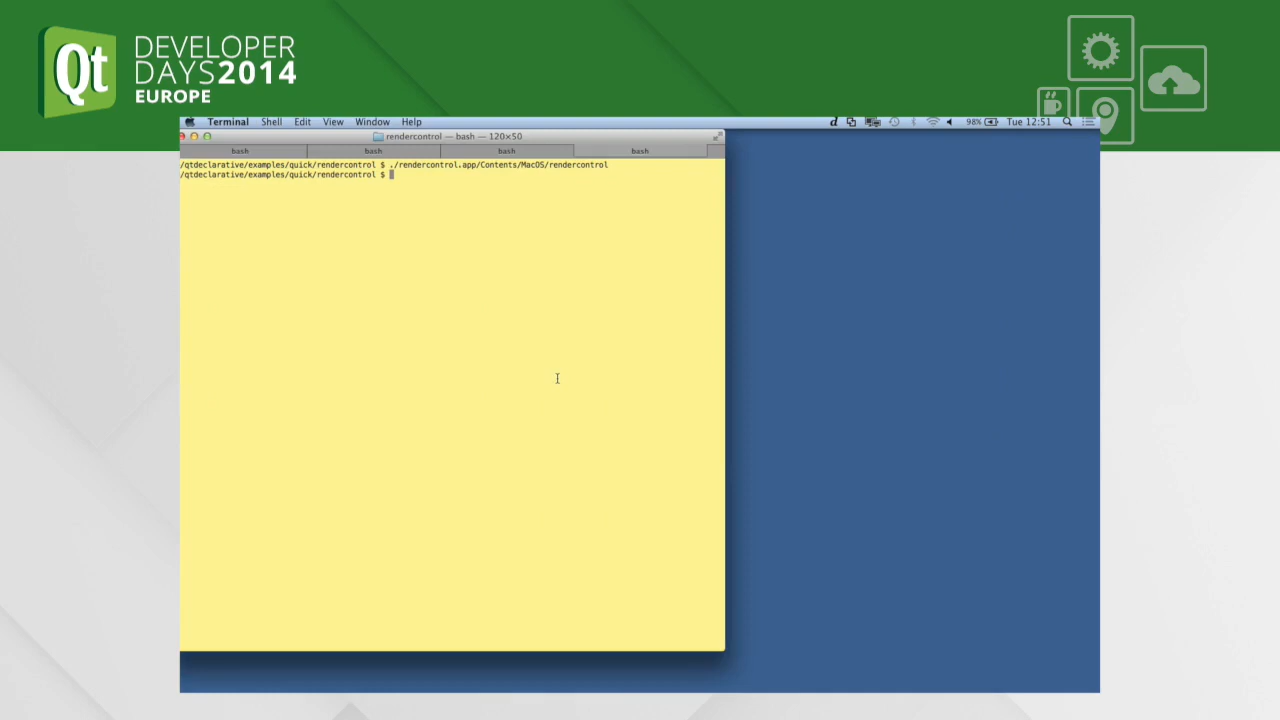 Qt
DEVELOPER
DAYS2014
EUROPE
Terminal Shell Edit View Window Help
d 98% Tue 12:51
rendercontrol — bash — 120×50
bash bash bash bash
/qtdeclarative/examples/quick/rendercontrol $ ./rendercontrol.app/Contents/MacOS/rendercontrol
/qtdeclarative/examples/quick/rendercontrol $